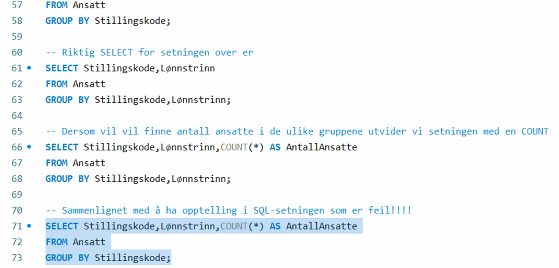 57 FROM Ansatt
58 GROUP BY Stillingskode;
59
60 -- Riktig SELECT for setningen over er
61 SELECT Stillingskode,Lønnstrinn
62 FROM Ansatt
63 GROUP BY Stillingskode,Lønnstrinn;
64
65 -- Dersom vil vil finne antall ansatte i de ulike gruppene utvider vi setningen med en COUNT
66 SELECT Stillingskode,Lønnstrinn,COUNT(*) AS AntallAnsatte
67 FROM Ansatt
68 GROUP BY Stillingskode,Lønnstrinn;
69
70 -- Sammenlignet med å ha opptelling i SQL-setningen som er feil!!!!
71 SELECT Stillingskode,Lønnstrinn,COUNT(*) AS AntallAnsatte
72 FROM Ansatt
73 GROUP BY Stillingskode;